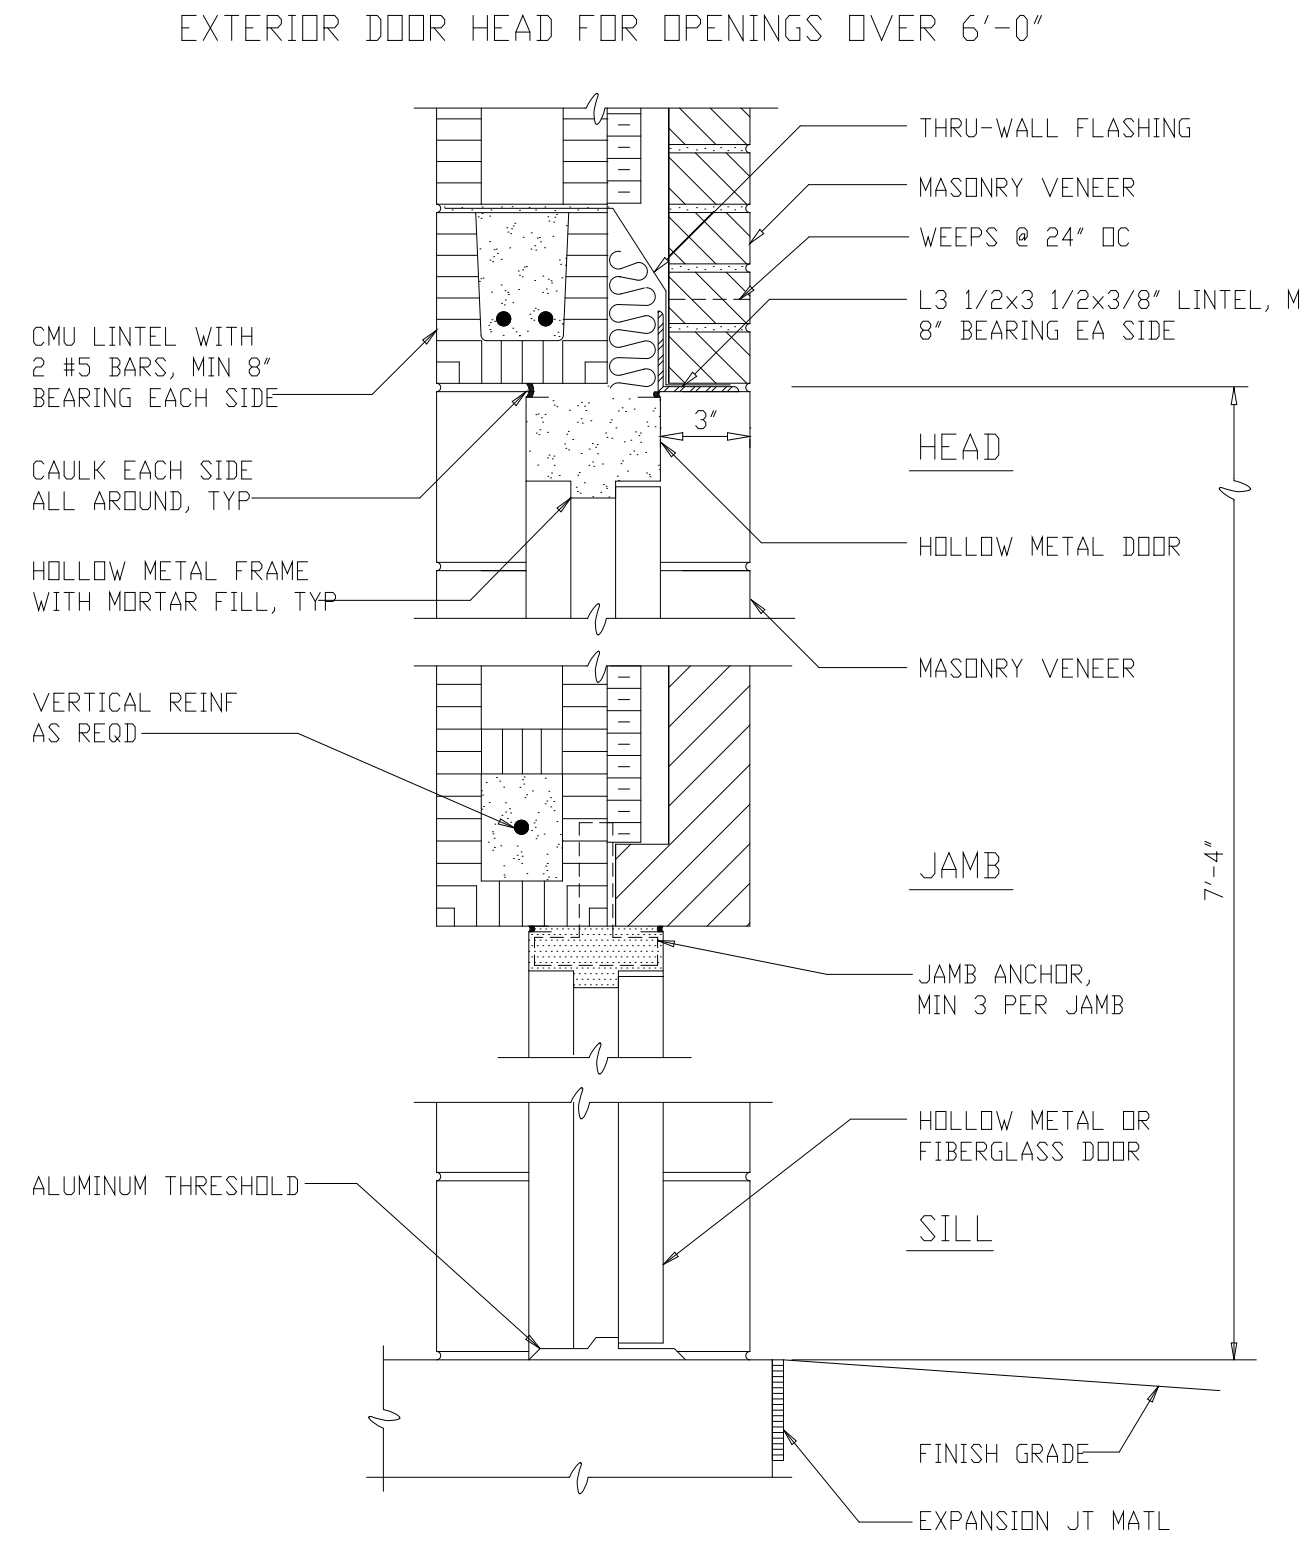 EXTERIOR DOOR HEAD FOR OPENINGS OVER 6'-0"
THRU-WALL FLASHING
MASONRY VENEER
WEEPS @ 24" OC
L3 1/2x3 1/2x3/8" LINTEL, M
8" BEARING EA SIDE
CMU LINTEL WITH
2 #5 BARS, MIN 8"
BEARING EACH SIDE
3"
HEAD
CAULK EACH SIDE
ALL AROUND, TYP
HOLLOW METAL DOOR
HOLLOW METAL FRAME
WITH MORTAR FILL, TYP
MASONRY VENEER
VERTICAL REINF
AS REQD
JAMB
7'-4"
JAMB ANCHOR,
MIN 3 PER JAMB
HOLLOW METAL OR
FIBERGLASS DOOR
ALUMINUM THRESHOLD
SILL
FINISH GRADE
EXPANSION JT MATL